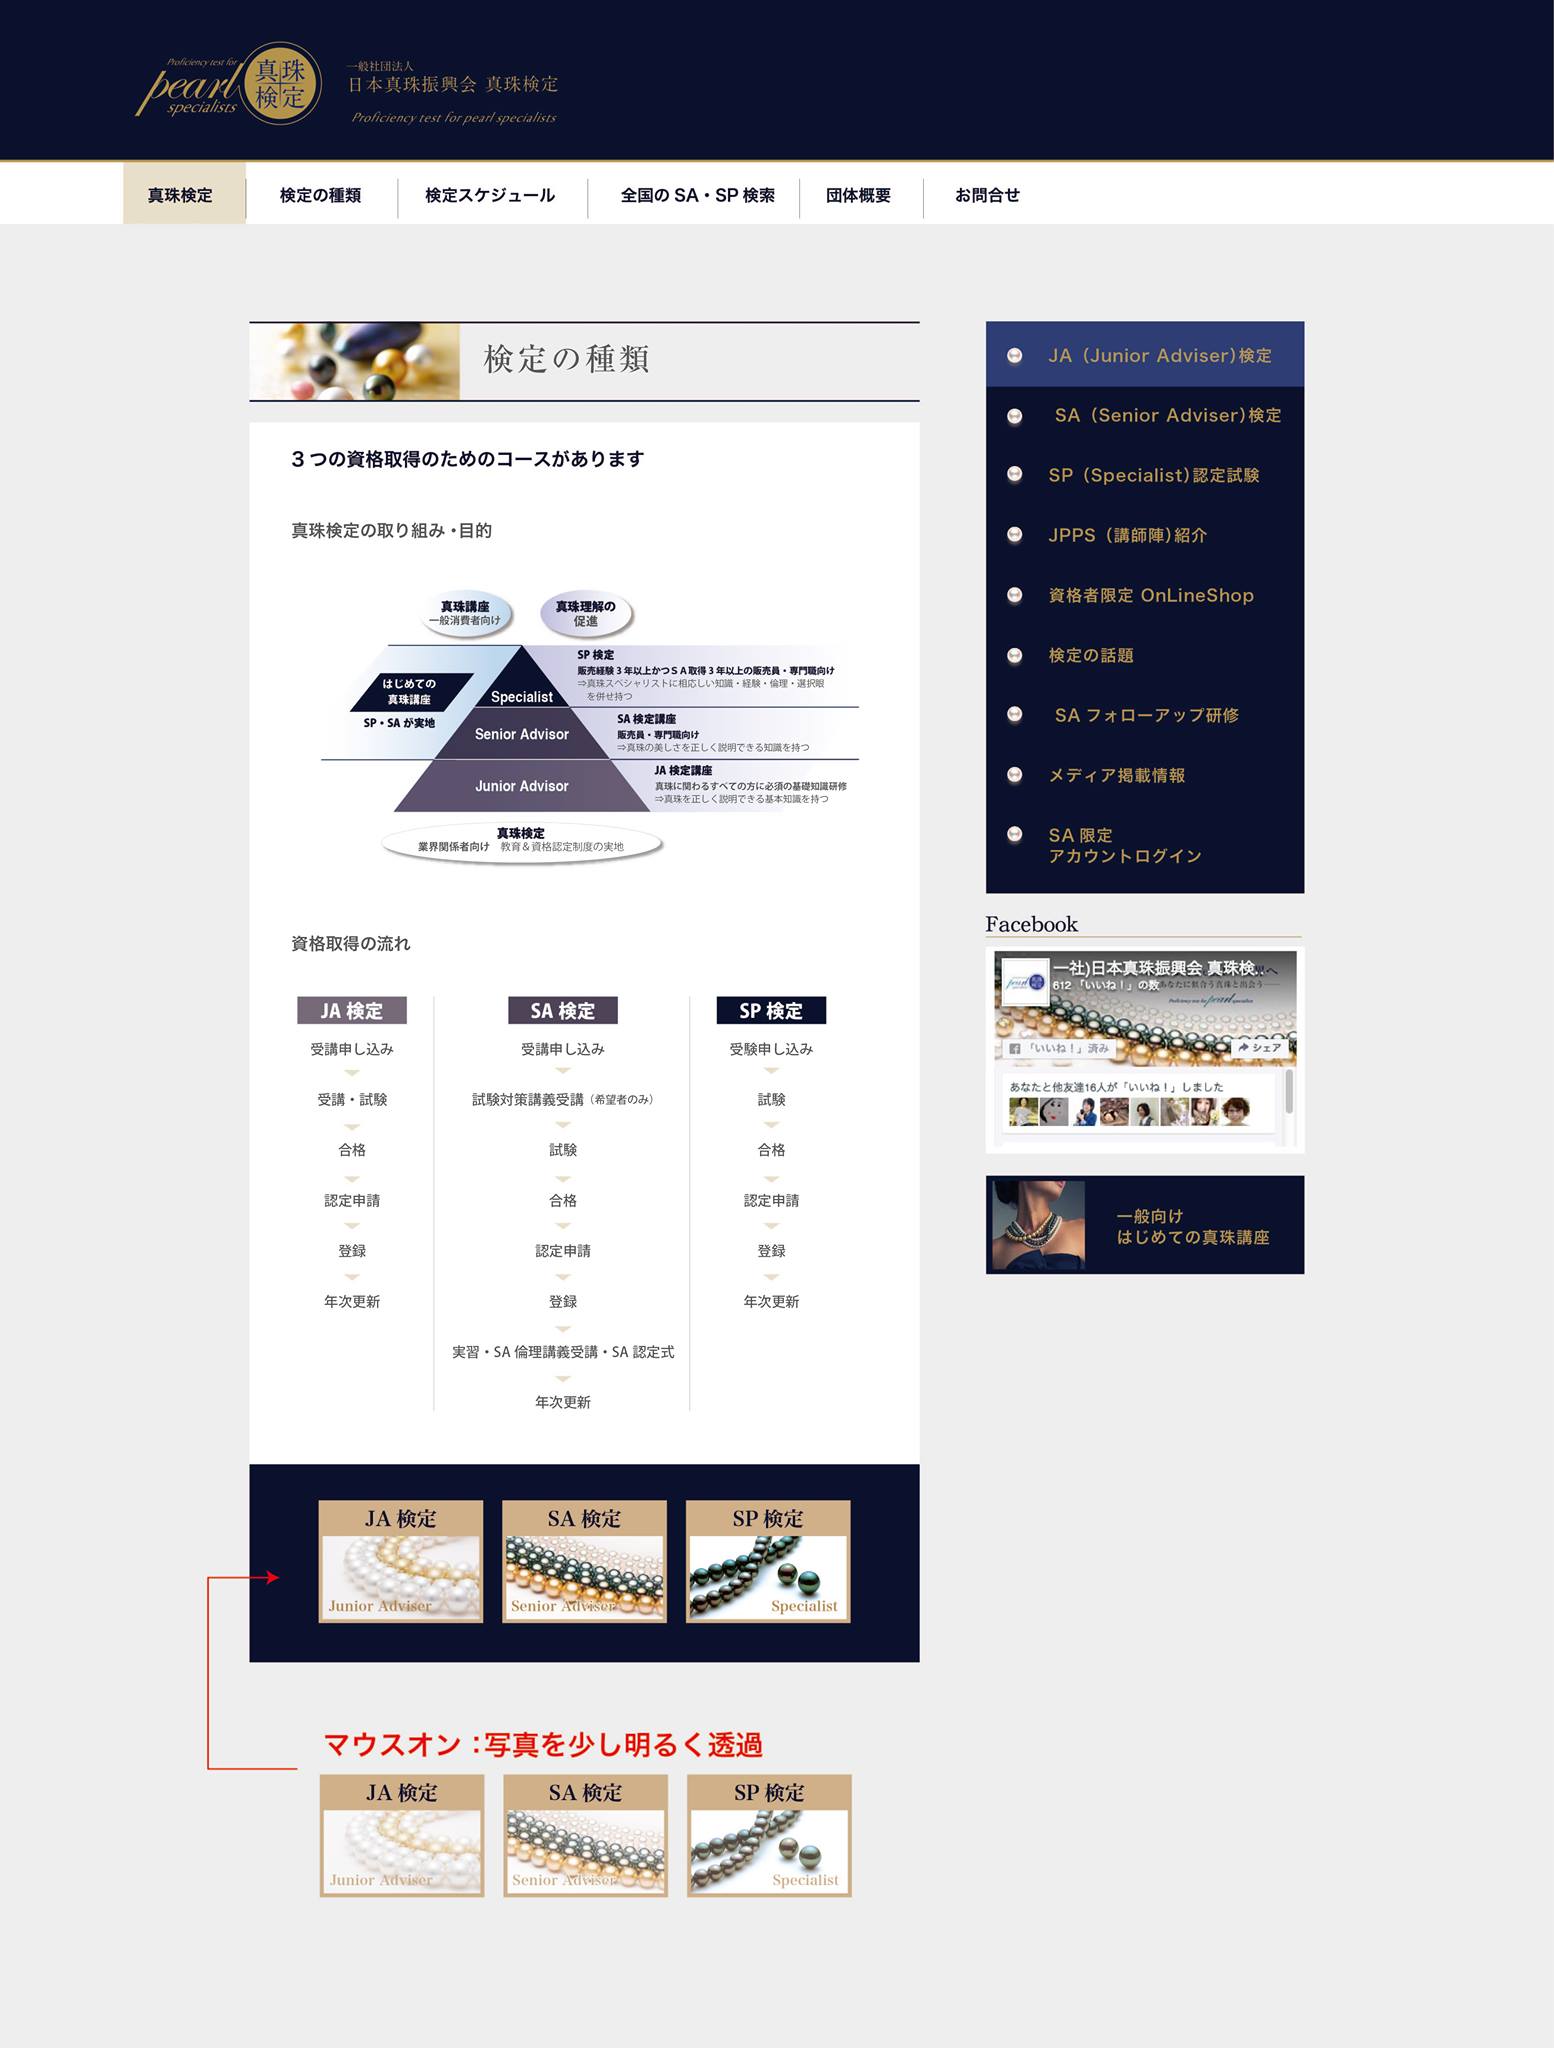 Proficiency test for
pearl
specialists
真珠
検定
一般社団法人
日本真珠振興会 真珠検定
Proficiency test for pearl specialists
真珠検定
検定の種類
検定スケジュール
全国の SA・SP 検索
団体概要
お問合せ
検定の種類
3 つの資格取得のためのコースがあります
真珠検定の取り組み・目的
真珠講座
一般消費者向け
真珠理解の
促進
はじめての
真珠講座
SP・SA が実地
Specialist
Senior Advisor
Junior Advisor
SP 検定
販売経験 3 年以上かつＳＡ取得 3 年以上の販売員・専門職向け
⇒真珠スペシャリストに相応しい知識・経験・倫理・選択眼
を併せ持つ
SA 検定講座
販売員・専門職向け
⇒真珠の美しさを正しく説明できる知識を持つ
JA 検定講座
真珠に関わるすべての方に必須の基礎知識研修
⇒真珠を正しく説明できる基本知識を持つ
真珠検定
業界関係者向け　教育＆資格認定制度の実地
資格取得の流れ
JA 検定
受講申し込み
受講・試験
合格
認定申請
登録
年次更新
SA 検定
受講申し込み
試験対策講義受講（希望者のみ）
試験
合格
認定申請
登録
実習・SA 倫理講義受講・SA 認定式
年次更新
SP 検定
受験申し込み
試験
合格
認定申請
登録
年次更新
JA 検定
Junior Adviser
SA 検定
Senior Adviser
SP 検定
Specialist
マウスオン：写真を少し明るく透過
JA 検定
Junior Adviser
SA 検定
Senior Adviser
SP 検定
Specialist
JA（Junior Adviser）検定
SA（Senior Adviser）検定
SP（Specialist）認定試験
JPPS（講師陣）紹介
資格者限定 OnLineShop
検定の話題
SA フォローアップ研修
メディア掲載情報
SA 限定
アカウントログイン
Facebook
一社)日本真珠振興会 真珠検...
612 「いいね！」の数
あなたに似合う真珠と出会う
「いいね！」済み
シェア
あなたと他友達16人が「いいね！」しました
一般向け
はじめての真珠講座